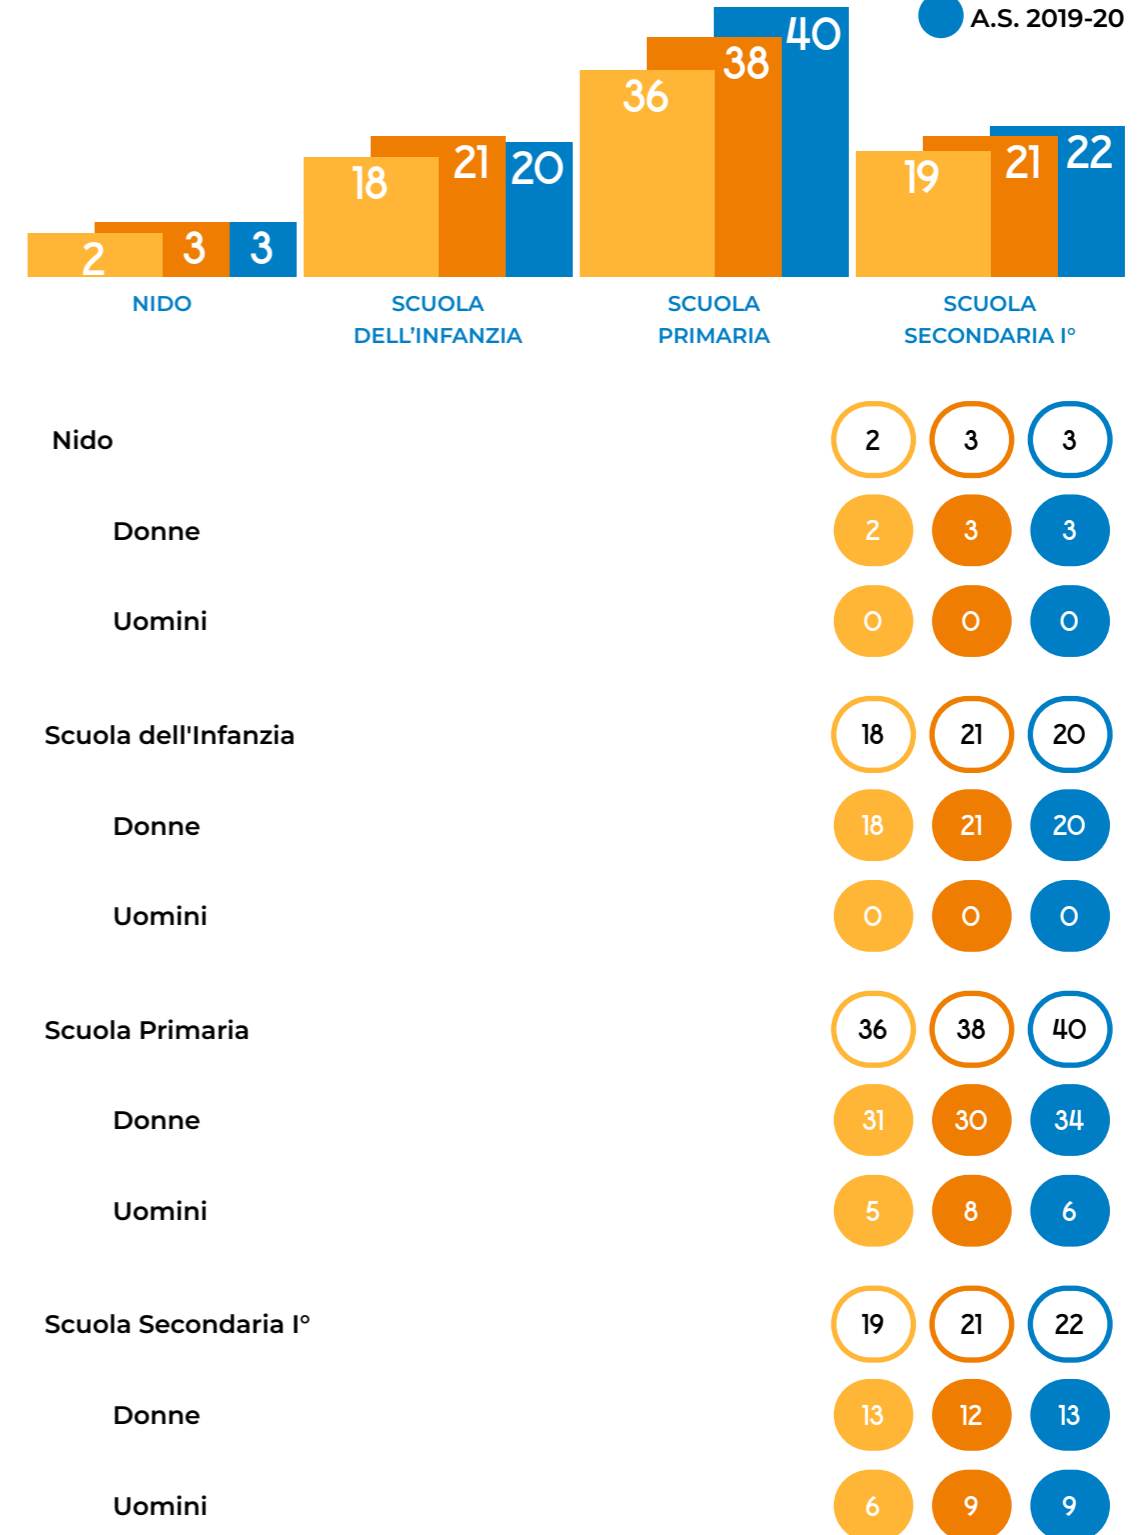 A.S. 2019-20
2 3 3
18 21 20
36 38 40
19 21 22
NIDO
SCUOLA
DELL’INFANZIA
SCUOLA
PRIMARIA
SCUOLA
SECONDARIA I°
Nido 2 3 3
Donne 2 3 3
Uomini 0 0 0
Scuola dell'Infanzia 18 21 20
Donne 18 21 20
Uomini 0 0 0
Scuola Primaria 36 38 40
Donne 31 30 34
Uomini 5 8 6
Scuola Secondaria I° 19 21 22
Donne 13 12 13
Uomini 6 9 9